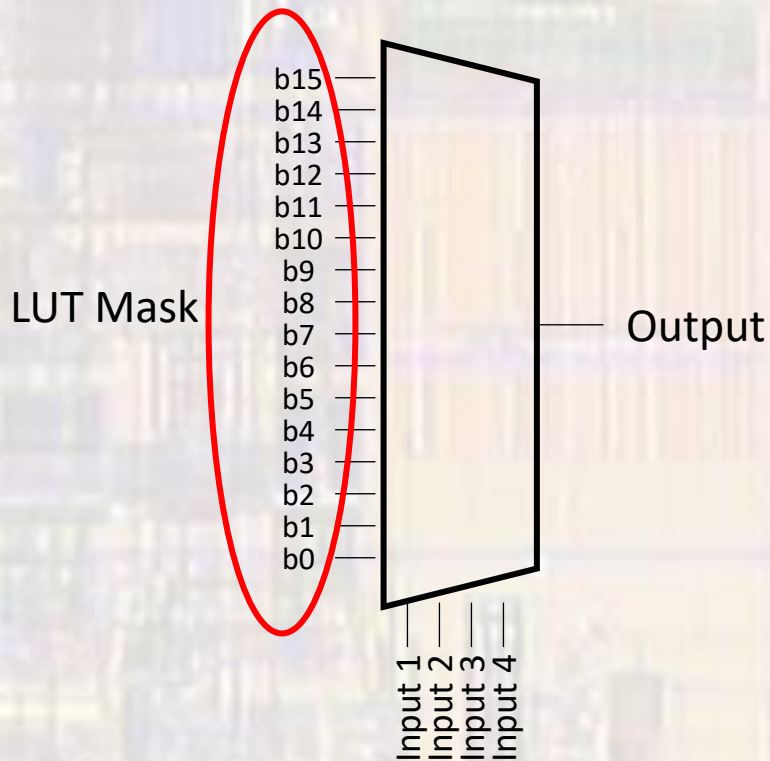 b15
b14
b13
b12
b11
b10
b9
b8
b7
b6
b5
b4
b3
b2
b1
b0
LUT Mask
Output
Input 1
Input 2
Input 3
Input 4